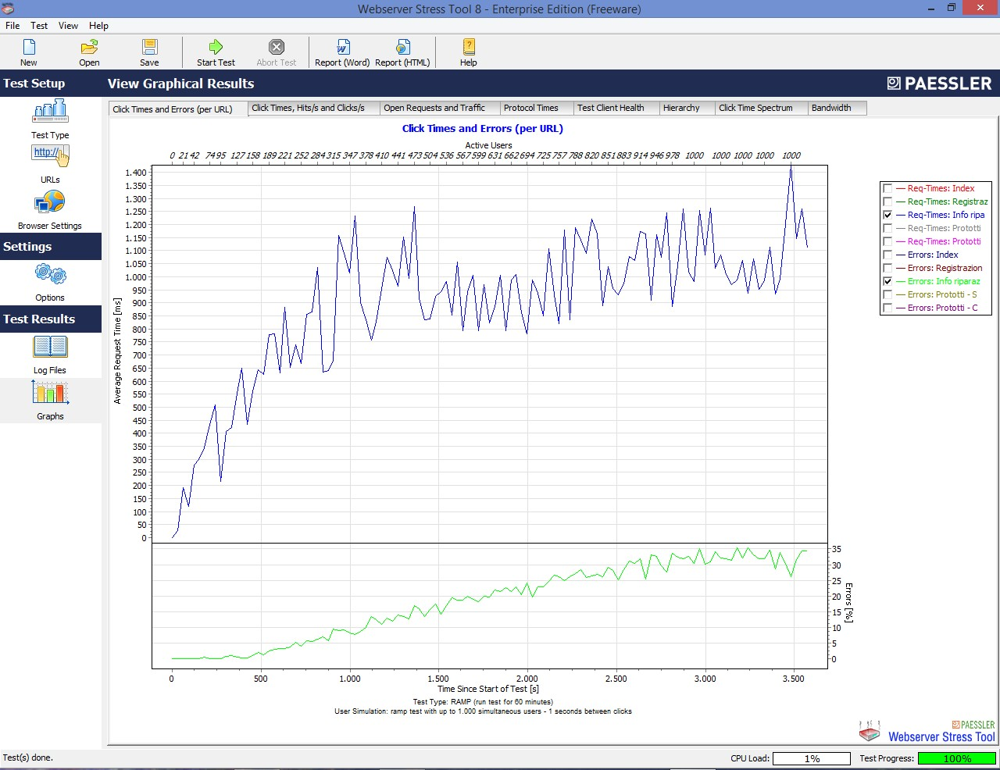 Webserver Stress Tool 8 - Enterprise Edition (Freeware)
File Test View Help
New Open Save Start Test Abort Test Report (Word) Report (HTML) Help
Test Setup
View Graphical Results
PAESSLER
Test Type
http://
URLs
Browser Settings
Settings
Options
Test Results
Log Files
Graphs
Click Times and Errors (per URL) Click Times, Hits/s and Clicks/s Open Requests and Traffic Protocol Times Test Client Health Hierarchy Click Time Spectrum Bandwidth
Click Times and Errors (per URL)
Active Users
0 21 42 74 95 127 158 189 221 252 284 315 347 378 410 441 473 504 536 567 599 631 662 694 725 757 788 820 851 883 914 946 978 1000 1000 1000 1000 1000
1.400
1.350
1.300
1.250
1.200
1.150
1.100
1.050
1.000
950
900
850
800
750
700
650
600
550
500
450
400
350
300
250
200
150
100
50
0
Average Request Time [ms]
35
30
25
20
15
10
5
0
Errors [%]
0 500 1.000 1.500 2.000 2.500 3.000 3.500
Time Since Start of Test [s]
Test Type: RAMP (run test for 60 minutes)
User Simulation: ramp test with up to 1.000 simultaneous users - 1 seconds between clicks
Req-Times: Index
Req-Times: Registraz
Req-Times: Info ripa
Req-Times: Prototti
Req-Times: Prototti
Errors: Index
Errors: Registrazion
Errors: Info riparaz
Errors: Prototti - S
Errors: Prototti - C
PAESSLER
Webserver Stress Tool
Test(s) done.
CPU Load: 1% Test Progress: 100%